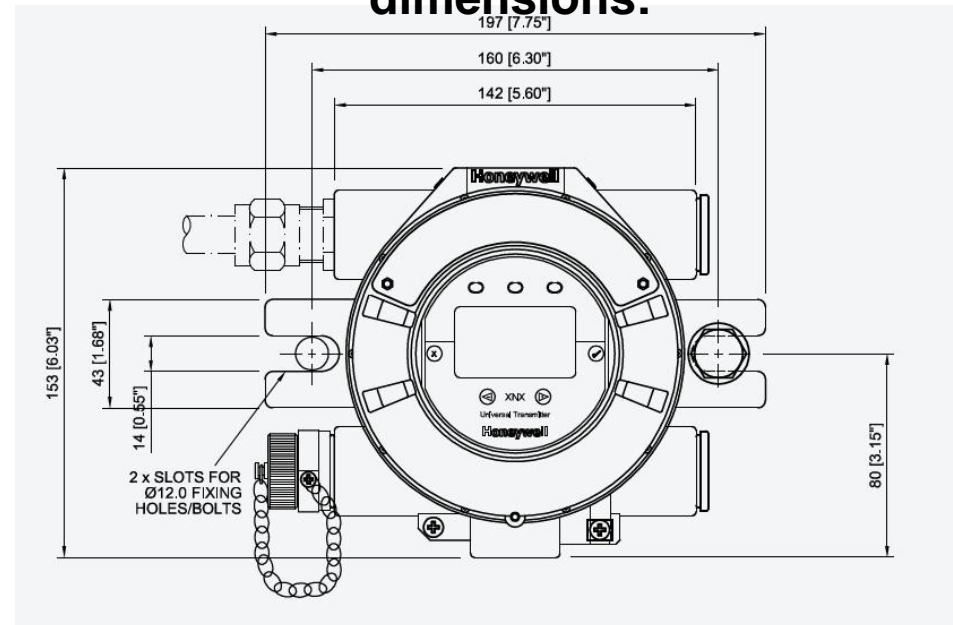 dimensions:
197 [7.75"]
160 [6.30"]
142 [5.60"]
Honeywell
153 [6.03"]
43 [1.68"]
14 [0.55"]
XNX
Universal Transmitter
Honeywell
80 [3.15"]
2 x SLOTS FOR
Ø12.0 FIXING
HOLES/BOLTS